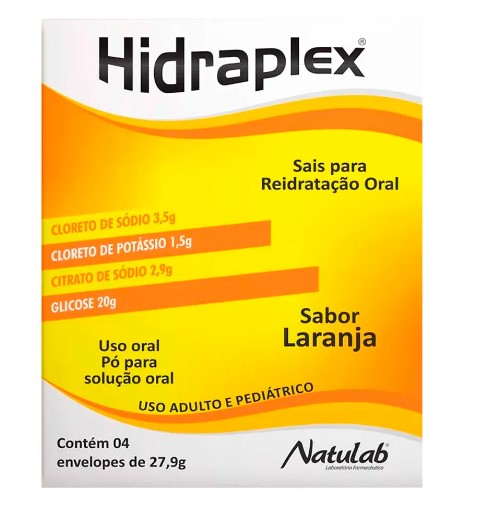 Hidraplex®
Sais para
Reidratação Oral
CLORETO DE SÓDIO 3,5g
CLORETO DE POTÁSSIO 1,5g
CITRATO DE SÓDIO 2,9g
GLICOSE 20g
Sabor
Laranja
Uso oral
Pó para
solução oral
USO ADULTO E PEDIÁTRICO
Contém 04
envelopes de 27,9g
Natulab
Laboratório Farmacêutico